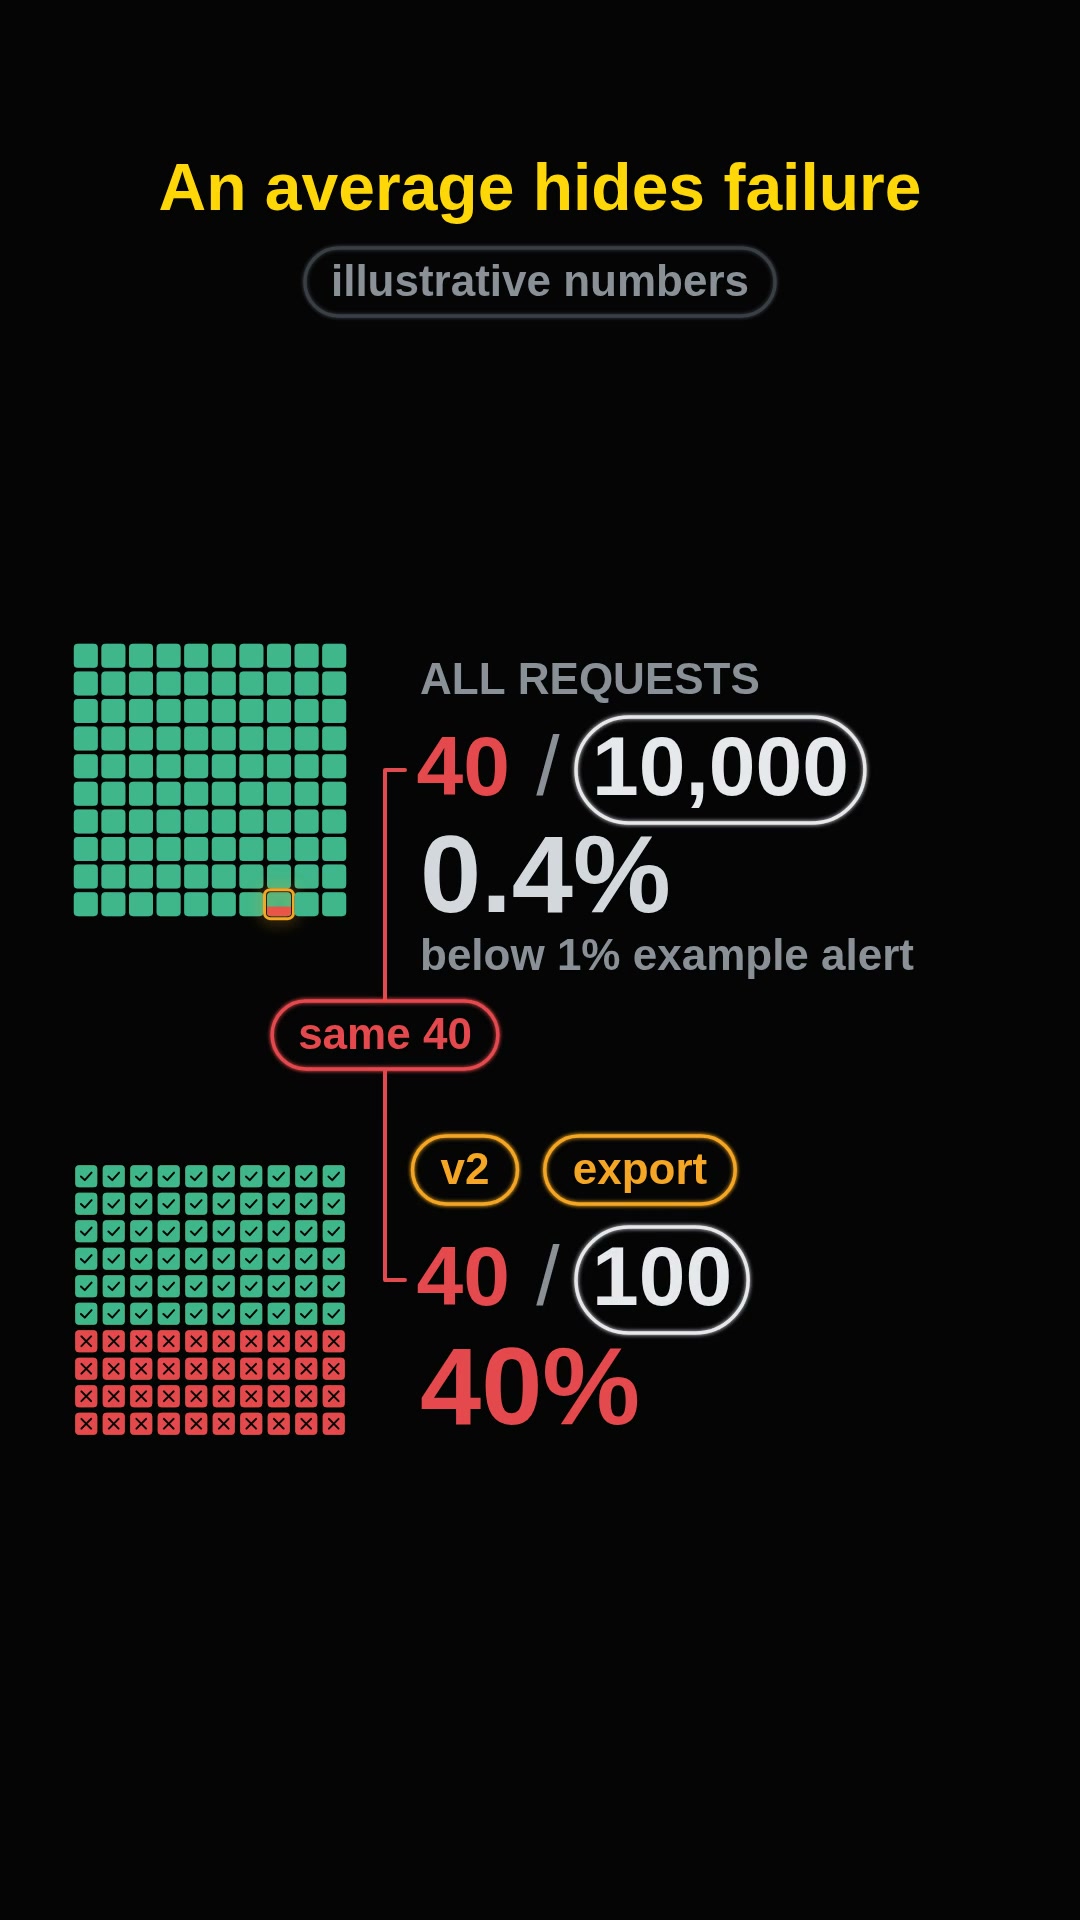 An average hides failure
illustrative numbers
ALL REQUESTS
40 / 10,000
0.4%
below 1% example alert
same 40
v2 export
40 / 100
40%